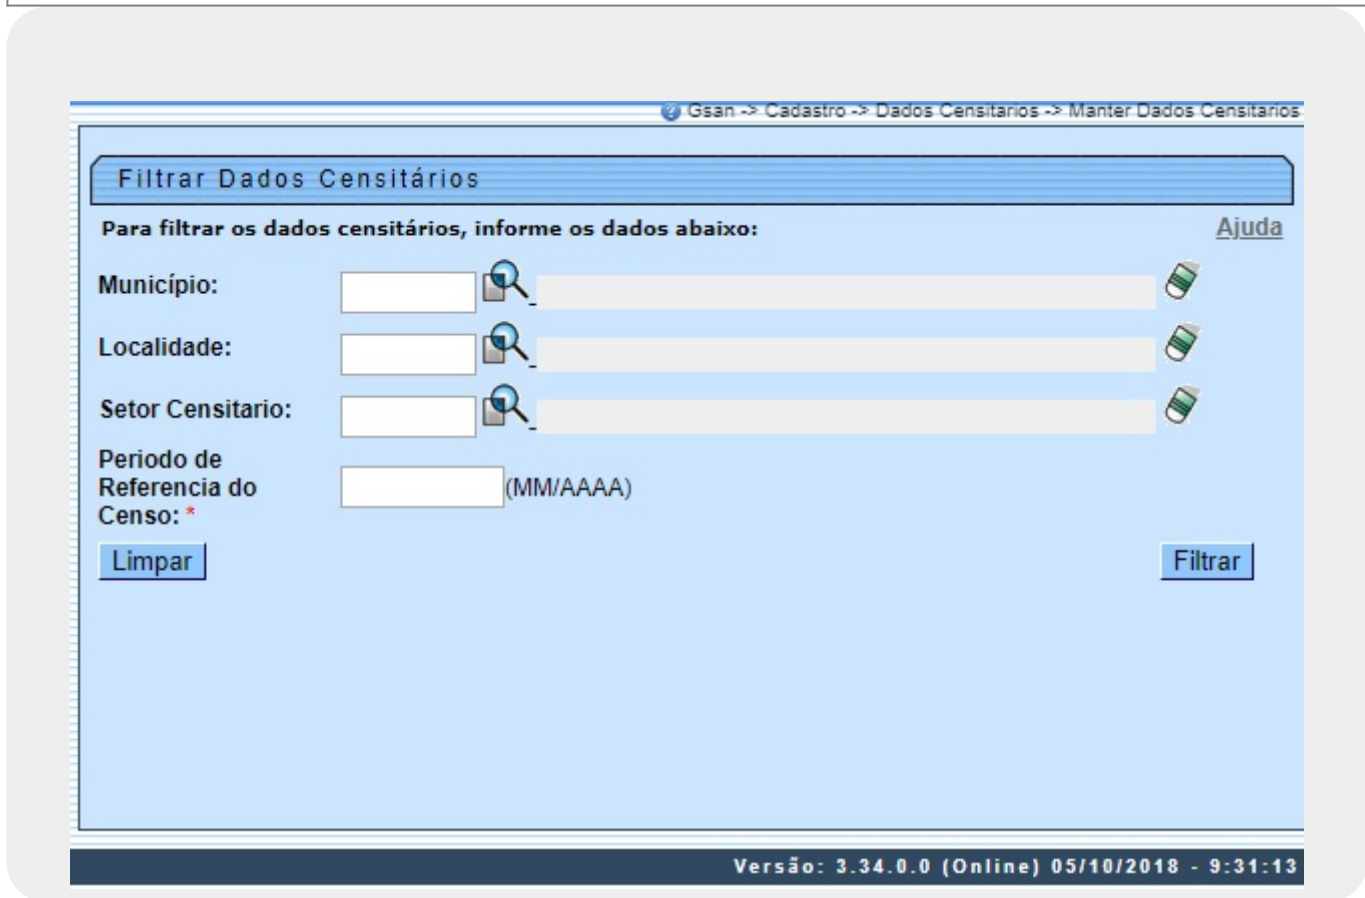 Gsan -> Cadastro -> Dados Censitarios -> Manter Dados Censitarios
Filtrar Dados Censitários
Para filtrar os dados censitários, informe os dados abaixo:
Ajuda
Município:
Localidade:
Setor Censitario:
Periodo de
Referencia do
Censo: *
(MM/AAAA)
Limpar
Filtrar
Versão: 3.34.0.0 (Online) 05/10/2018 - 9:31:13